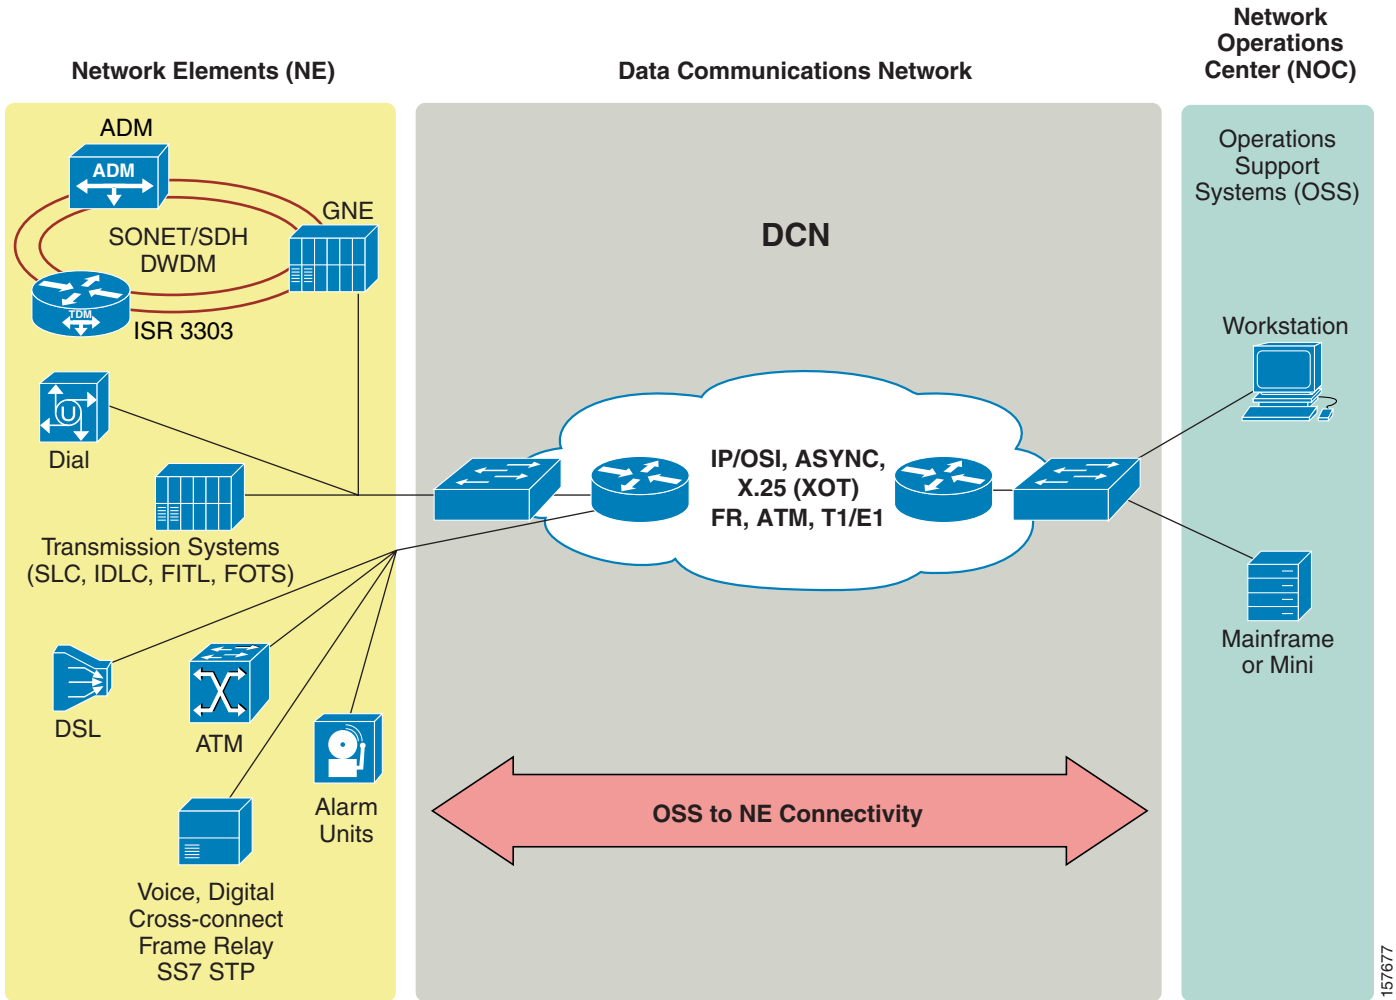 Network Elements (NE)
Data Communications Network
Network
Operations
Center (NOC)
ADM
ADM
GNE
SONET/SDH
DWDM
TDM
ISR 3303
U
Dial
Transmission Systems
(SLC, IDLC, FITL, FOTS)
DSL
ATM
Alarm
Units
Voice, Digital
Cross-connect
Frame Relay
SS7 STP
DCN
IP/OSI, ASYNC,
X.25 (XOT)
FR, ATM, T1/E1
OSS to NE Connectivity
Operations
Support
Systems (OSS)
Workstation
Mainframe
or Mini
157677